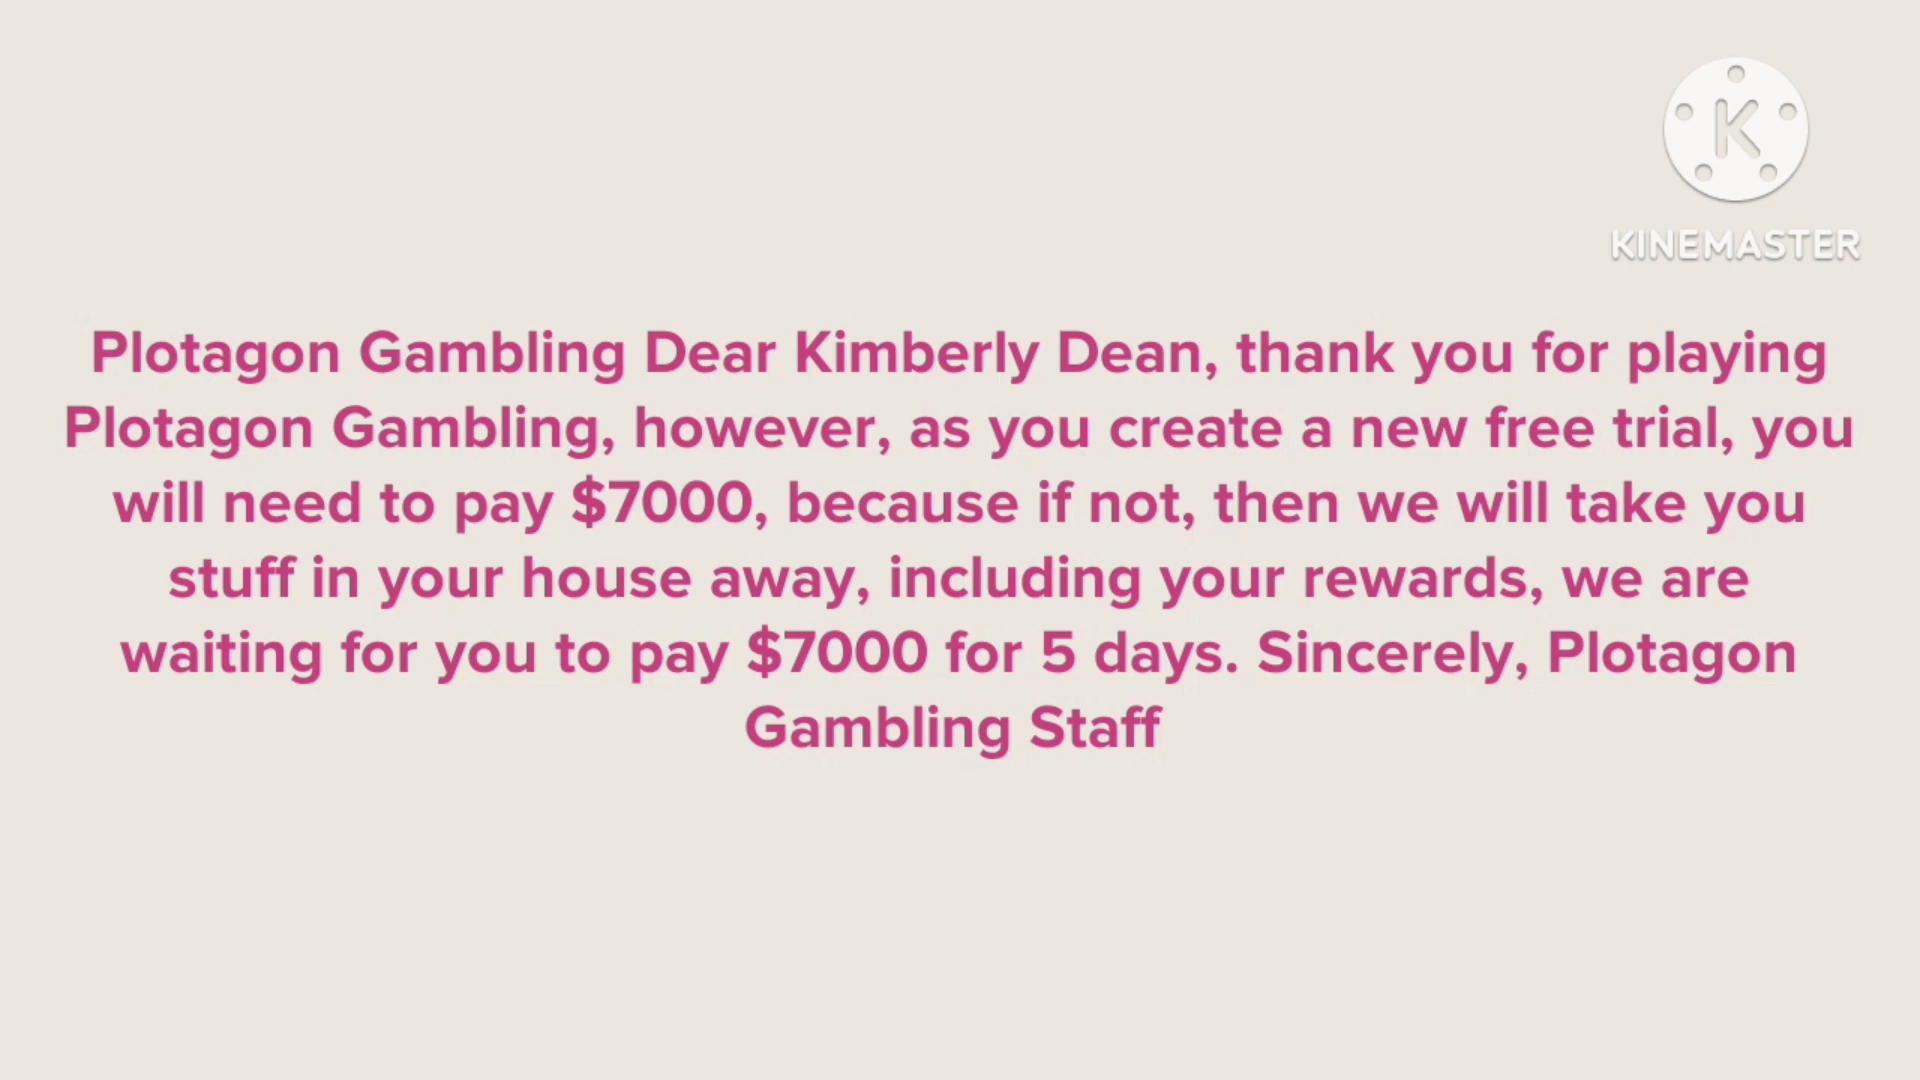 K
KINEMASTER
Plotagon Gambling Dear Kimberly Dean, thank you for playing
Plotagon Gambling, however, as you create a new free trial, you
will need to pay $7000, because if not, then we will take you
stuff in your house away, including your rewards, we are
waiting for you to pay $7000 for 5 days. Sincerely, Plotagon
Gambling Staff